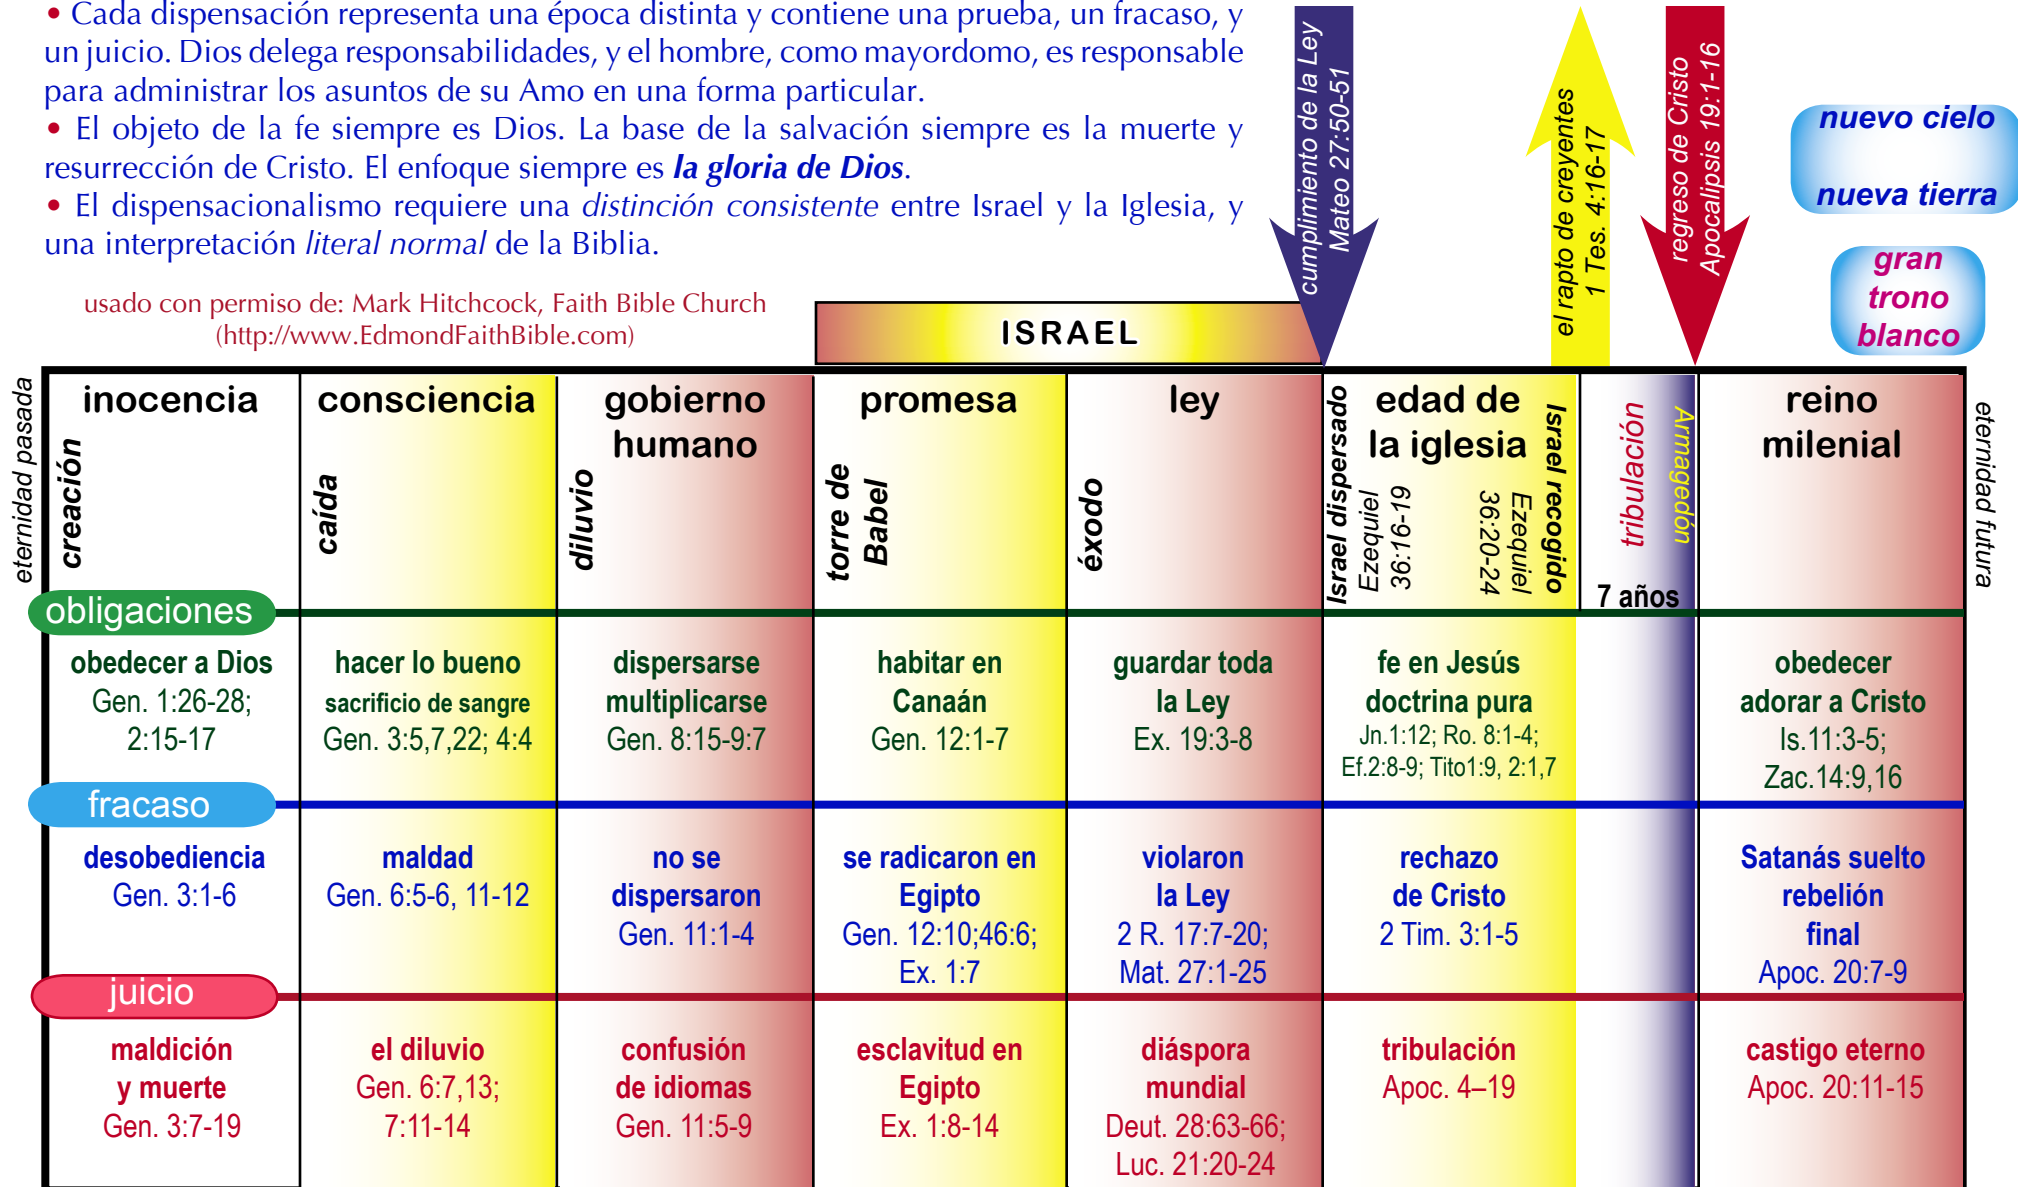 • Cada dispensación representa una época distinta y contiene una prueba, un fracaso, y
un juicio. Dios delega responsabilidades, y el hombre, como mayordomo, es responsable
para administrar los asuntos de su Amo en una forma particular.
• El objeto de la fe siempre es Dios. La base de la salvación siempre es la muerte y
resurrección de Cristo. El enfoque siempre es la gloria de Dios.
• El dispensacionalismo requiere una distinción consistente entre Israel y la Iglesia, y
una interpretación literal normal de la Biblia.
usado con permiso de: Mark Hitchcock, Faith Bible Church
(http://www.EdmondFaithBible.com)
ISRAEL
cumplimiento de la Ley
Mateo 27:50-51
el rapto de creyentes
1 Tes. 4:16-17
regreso de Cristo
Apocalipsis 19:1-16
nuevo cielo
nueva tierra
gran
trono
blanco
eternidad pasada
inocencia
creación
consciencia
caída
gobierno
humano
diluvio
promesa
torre de
Babel
ley
éxodo
edad de
la iglesia
Israel dispersado
Ezequiel
36:16-19
Israel recogido
Ezequiel
36:20-24
tribulación
Armagedón
7 años
reino
milenial
eternidad futura
obligaciones
obedecer a Dios
Gen. 1:26-28;
2:15-17
hacer lo bueno
sacrificio de sangre
Gen. 3:5,7,22; 4:4
dispersarse
multiplicarse
Gen. 8:15-9:7
habitar en
Canaán
Gen. 12:1-7
guardar toda
la Ley
Ex. 19:3-8
fe en Jesús
doctrina pura
Jn.1:12; Ro. 8:1-4;
Ef.2:8-9; Tito1:9, 2:1,7
obedecer
adorar a Cristo
Is.11:3-5;
Zac.14:9,16
fracaso
desobediencia
Gen. 3:1-6
maldad
Gen. 6:5-6, 11-12
no se
dispersaron
Gen. 11:1-4
se radicaron en
Egipto
Gen. 12:10;46:6;
Ex. 1:7
violaron
la Ley
2 R. 17:7-20;
Mat. 27:1-25
rechazo
de Cristo
2 Tim. 3:1-5
Satanás suelto
rebelión
final
Apoc. 20:7-9
juicio
maldición
y muerte
Gen. 3:7-19
el diluvio
Gen. 6:7,13;
7:11-14
confusión
de idiomas
Gen. 11:5-9
esclavitud en
Egipto
Ex. 1:8-14
diáspora
mundial
Deut. 28:63-66;
Luc. 21:20-24
tribulación
Apoc. 4–19
castigo eterno
Apoc. 20:11-15